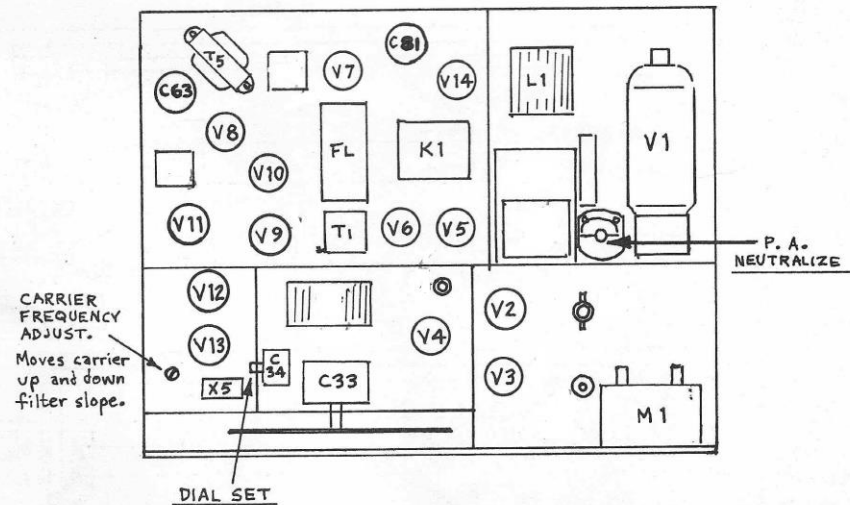 T5
C81
V7
C63
V14
L1
V8
FL
K1
V1
V10
V11
V9
T1
V6
V5
P. A.
NEUTRALIZE
V12
V2
CARRIER
FREQUENCY
ADJUST.
V13
V4
Moves carrier
up and down
filter slope.
X5
C
34
C33
V3
M1
DIAL SET